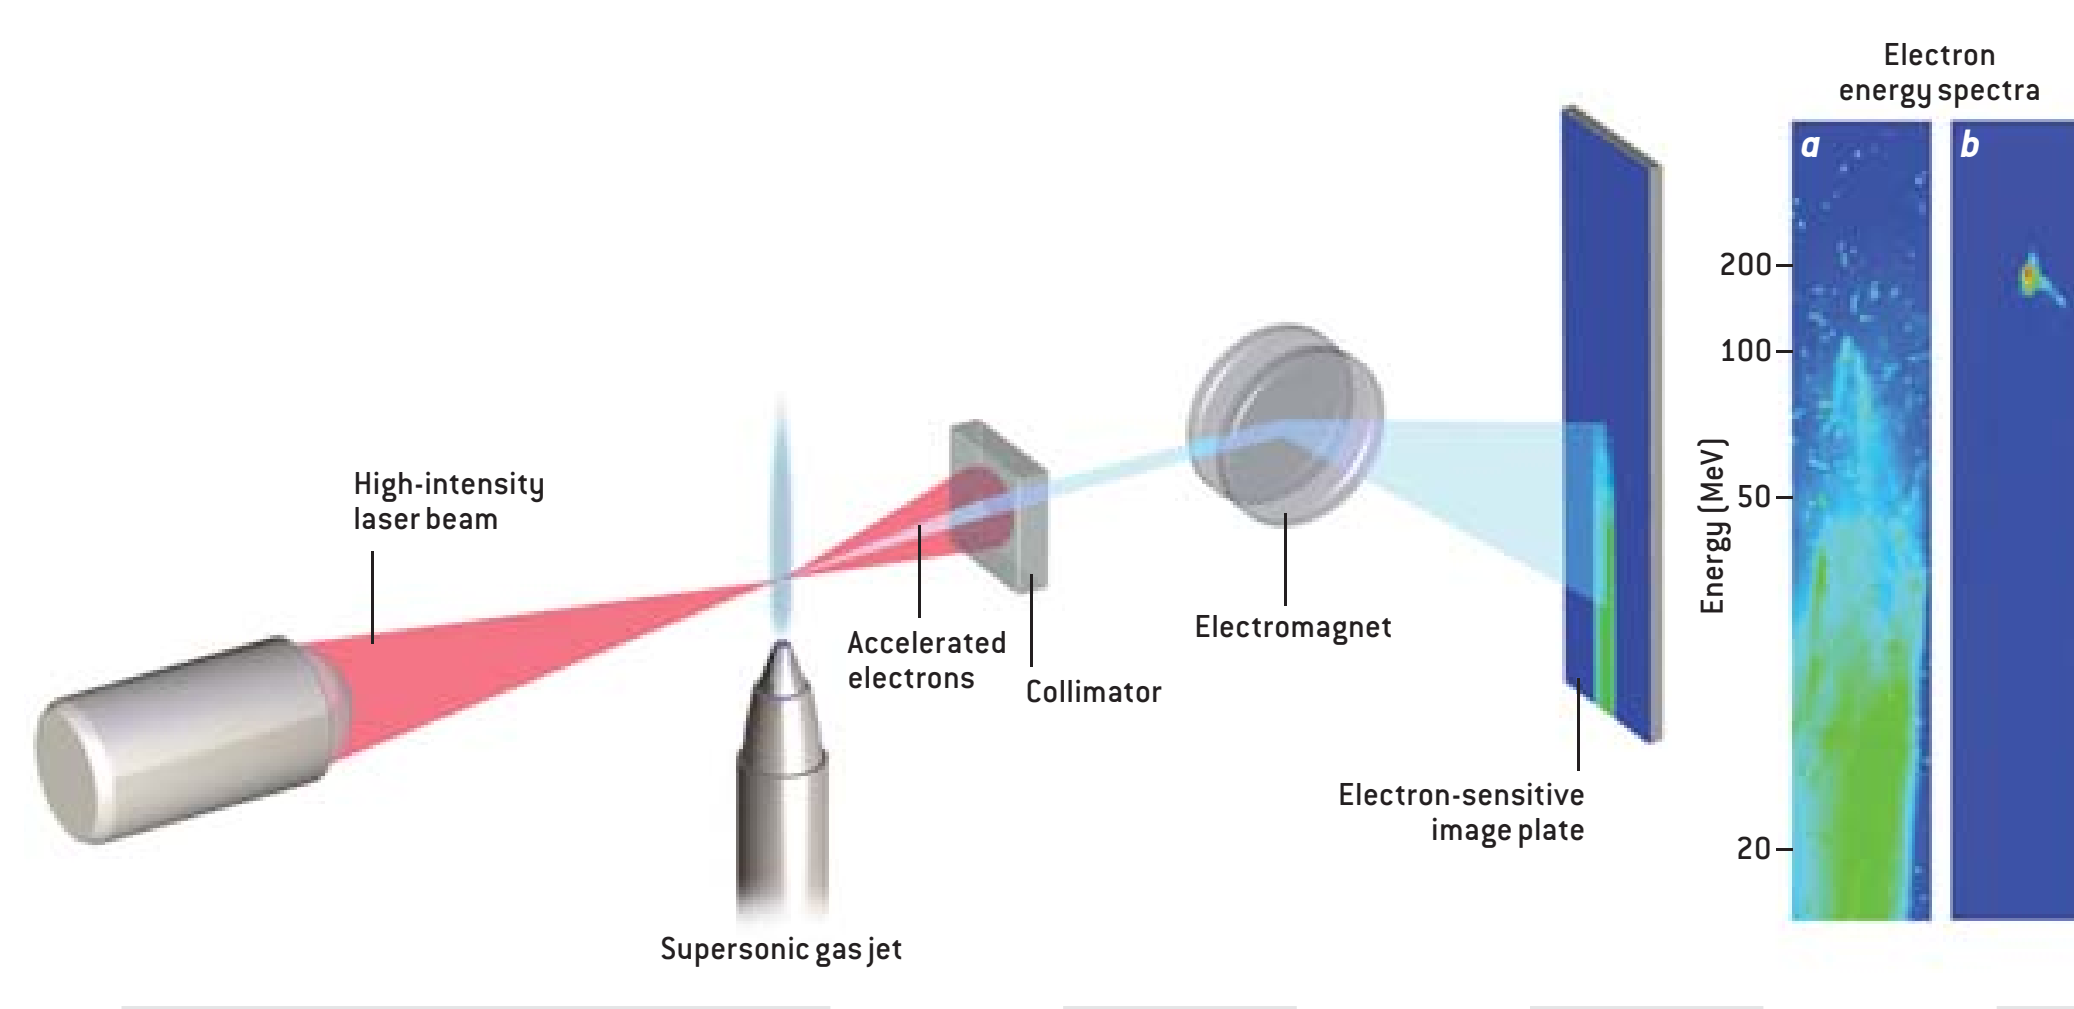 Electron
energy spectra
a
b
200
100
50
20
Energy (MeV)
High-intensity
laser beam
Accelerated
electrons
Collimator
Electromagnet
Electron-sensitive
image plate
Supersonic gas jet